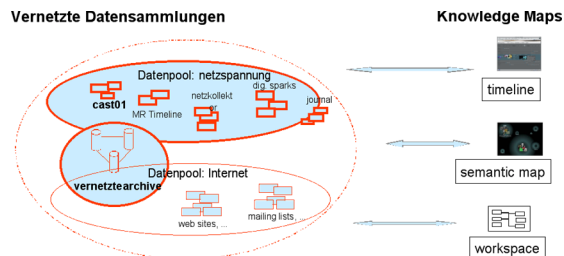 Vernetzte Datensammlungen
Knowledge Maps
Datenpool: netzspannung
cast01
MR Timeline
netzkollekt
or
dig. sparks
journal
timeline
vernetztearchive
semantic map
Datenpool: Internet
web sites, ...
mailing lists, ...
workspace